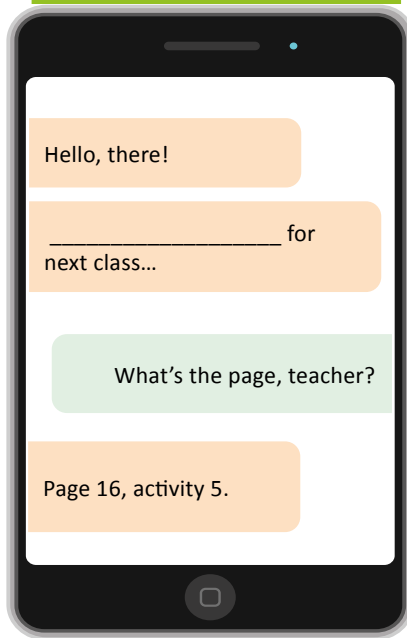 Hello, there!
___________________ for
next class...
What's the page, teacher?
Page 16, activity 5.